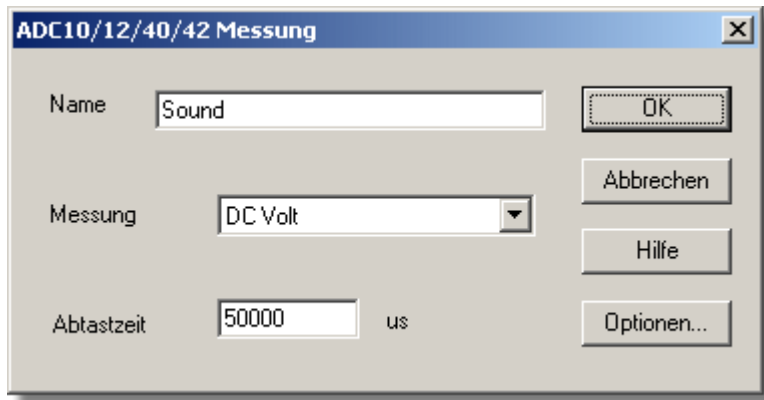 ADC10/12/40/42 Messung
Name
Sound
OK
Abbrechen
Messung
DC Volt
Hilfe
Abtastzeit
50000
us
Optionen...